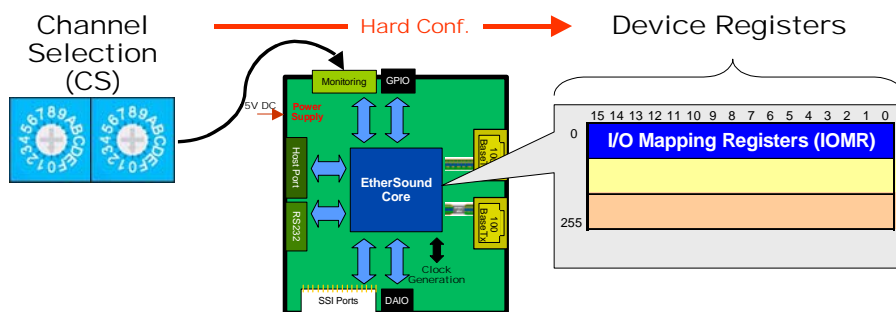 Channel
Selection
(CS)
Hard Conf.
Device Registers
0123456789ABCDEF
0123456789ABCDEF
Monitoring
GPIO
5V DC
Power
Supply
Host Port
RS232
EtherSound
Core
100
BaseTx
100
BaseTx
Clock
Generation
SSI Ports
DAIO
15 14 13 12 11 10 9 8 7 6 5 4 3 2 1 0
0
I/O Mapping Registers (IOMR)
255